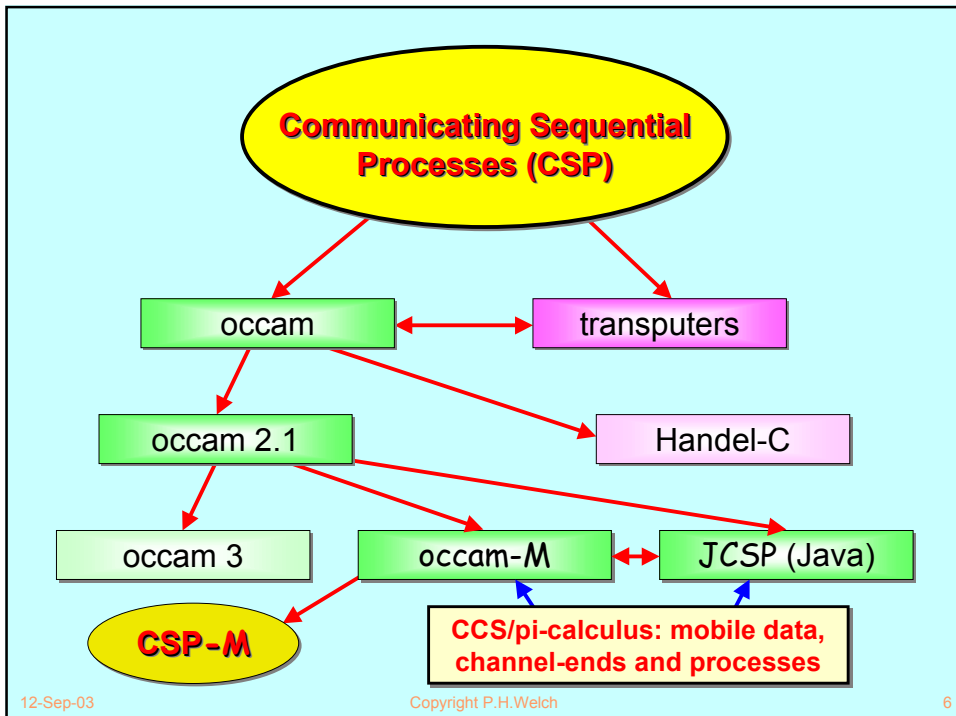 Communicating Sequential
Processes (CSP)
occam
transputers
occam 2.1
Handel-C
occam 3
occam-M
JCSP (Java)
CSP-M
CCS/pi-calculus: mobile data,
channel-ends and processes
12-Sep-03
Copyright P.H.Welch
6